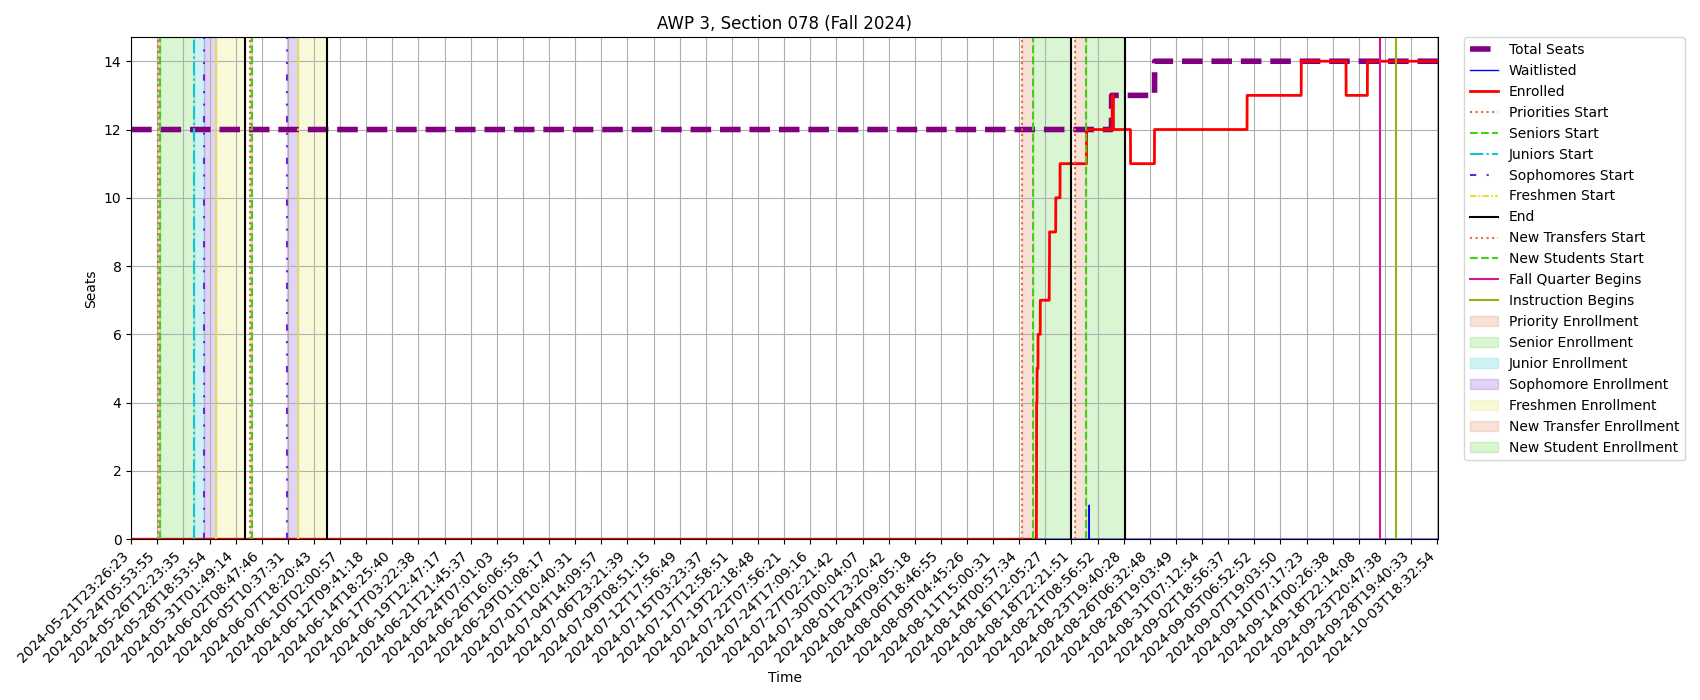 AWP 3, Section 078 (Fall 2024)
Seats
14
12
10
8
6
4
2
0
2024-05-21T23:26:23
2024-05-24T05:53:55
2024-05-26T12:23:35
2024-05-28T18:53:54
2024-05-31T01:49:14
2024-06-02T08:47:46
2024-06-05T10:37:31
2024-06-07T18:20:43
2024-06-10T02:00:57
2024-06-12T09:41:18
2024-06-14T18:25:40
2024-06-17T03:22:38
2024-06-19T12:47:17
2024-06-21T21:45:37
2024-06-24T07:01:03
2024-06-26T16:06:55
2024-06-29T01:08:17
2024-07-01T10:40:31
2024-07-04T14:09:57
2024-07-06T23:21:39
2024-07-09T08:51:15
2024-07-12T17:56:49
2024-07-15T03:23:37
2024-07-17T12:58:51
2024-07-19T22:18:48
2024-07-22T07:56:21
2024-07-24T17:09:16
2024-07-27T02:21:42
2024-07-30T00:04:07
2024-08-01T23:20:42
2024-08-04T09:05:18
2024-08-06T18:46:55
2024-08-09T04:45:26
2024-08-11T15:00:31
2024-08-14T00:57:34
2024-08-16T12:05:27
2024-08-18T22:21:51
2024-08-21T08:56:52
2024-08-23T19:40:28
2024-08-26T06:32:48
2024-08-28T19:03:49
2024-08-31T07:12:54
2024-09-02T18:56:37
2024-09-05T06:52:52
2024-09-07T19:03:50
2024-09-10T07:17:23
2024-09-14T00:26:38
2024-09-18T22:14:08
2024-09-23T20:47:38
2024-09-28T19:40:33
2024-10-03T18:32:54
Time
Total Seats
Waitlisted
Enrolled
Priorities Start
Seniors Start
Juniors Start
Sophomores Start
Freshmen Start
End
New Transfers Start
New Students Start
Fall Quarter Begins
Instruction Begins
Priority Enrollment
Senior Enrollment
Junior Enrollment
Sophomore Enrollment
Freshmen Enrollment
New Transfer Enrollment
New Student Enrollment